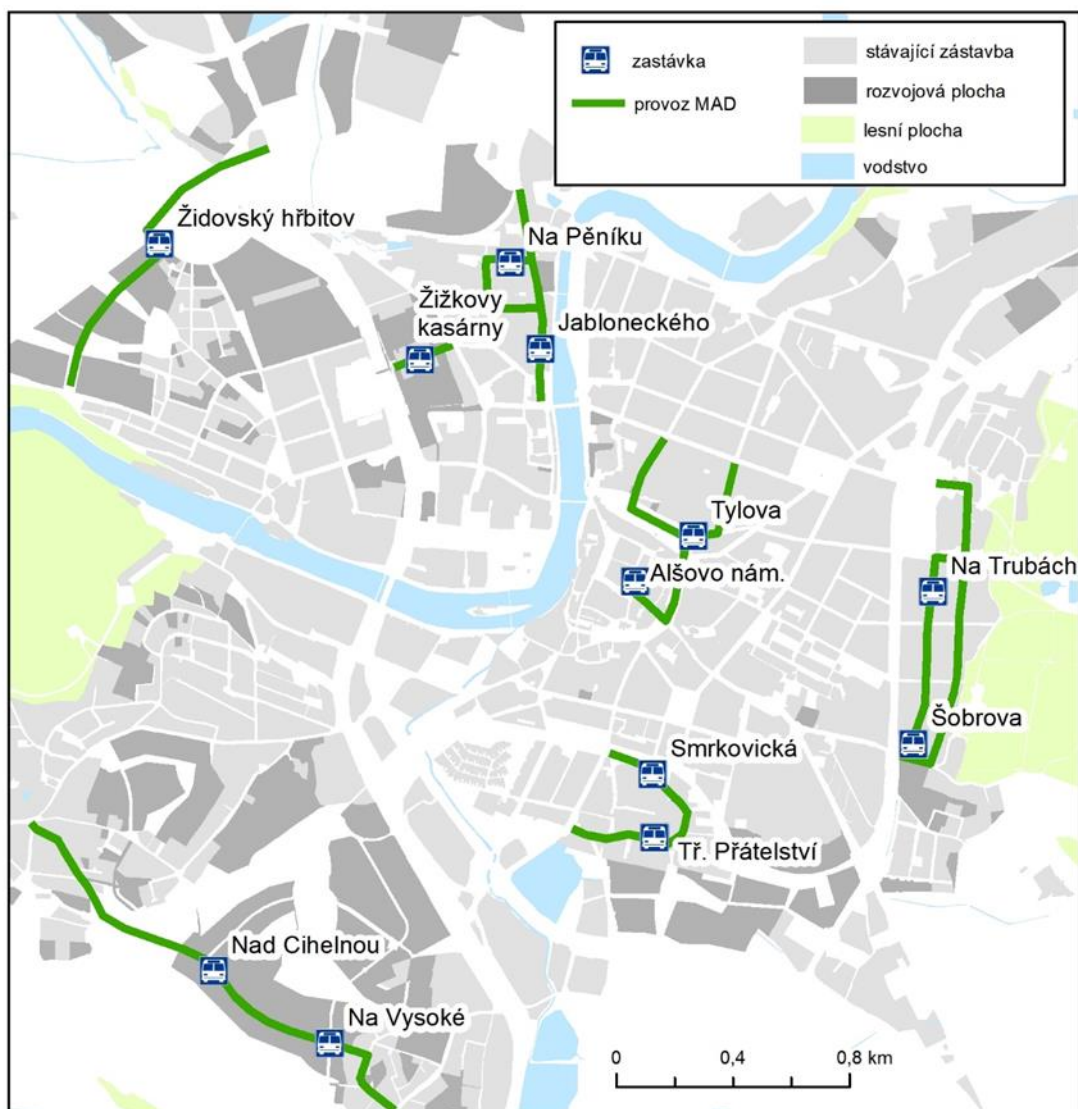 zastávka
provoz MAD
stávající zástavba
rozvojová plocha
lesní plocha
vodstvo
Židovský hřbitov
Na Pěníku
Žižkovy
kasárny
Jabloneckého
Tylova
Alšovo nám.
Na Trubách
Šobrova
Smrkovická
Tř. Přátelství
Nad Cihelnou
Na Vysoké
0 0,4 0,8 km